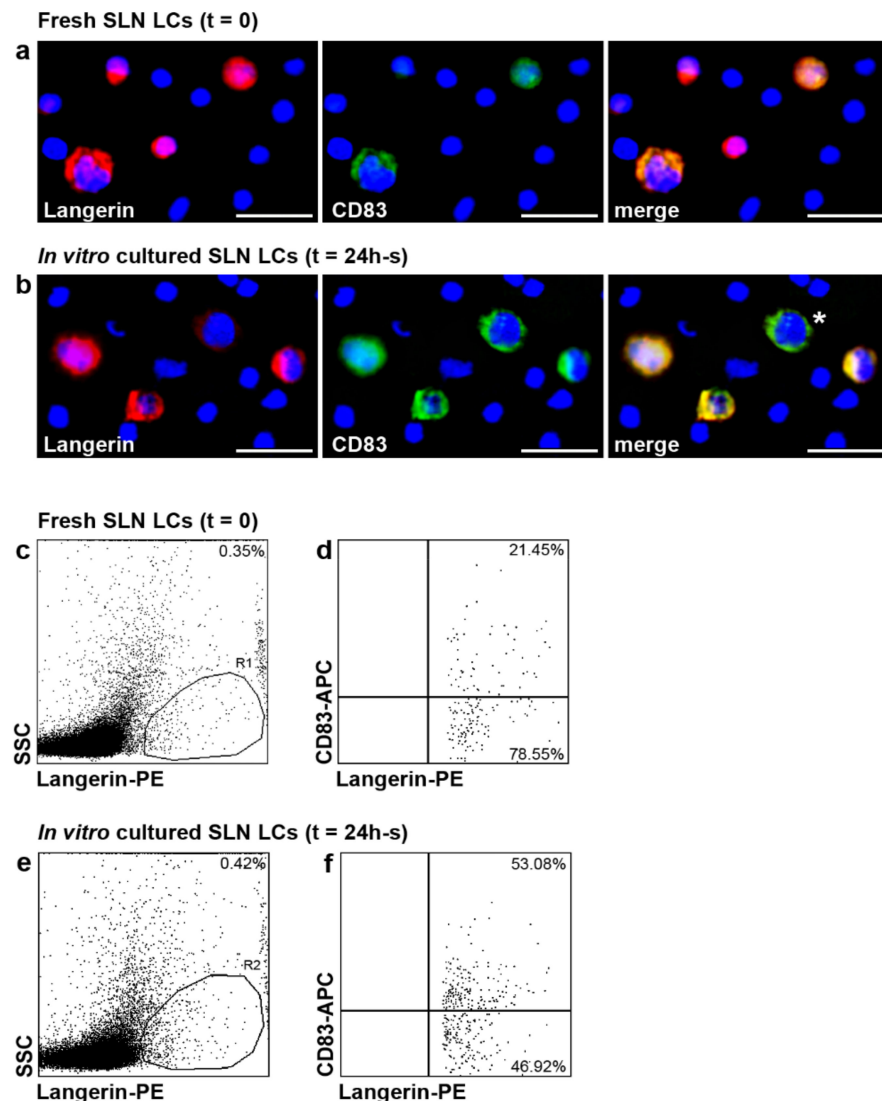 Fresh SLN LCs (t = 0)
a
Langerin
CD83
merge
In vitro cultured SLN LCs (t = 24h-s)
b
*
Langerin
CD83
merge
Fresh SLN LCs (t = 0)
c
0.35%
R1
SSC
Langerin-PE
d
21.45%
CD83-APC
78.55%
Langerin-PE
In vitro cultured SLN LCs (t = 24h-s)
e
0.42%
R2
SSC
Langerin-PE
f
53.08%
CD83-APC
46.92%
Langerin-PE